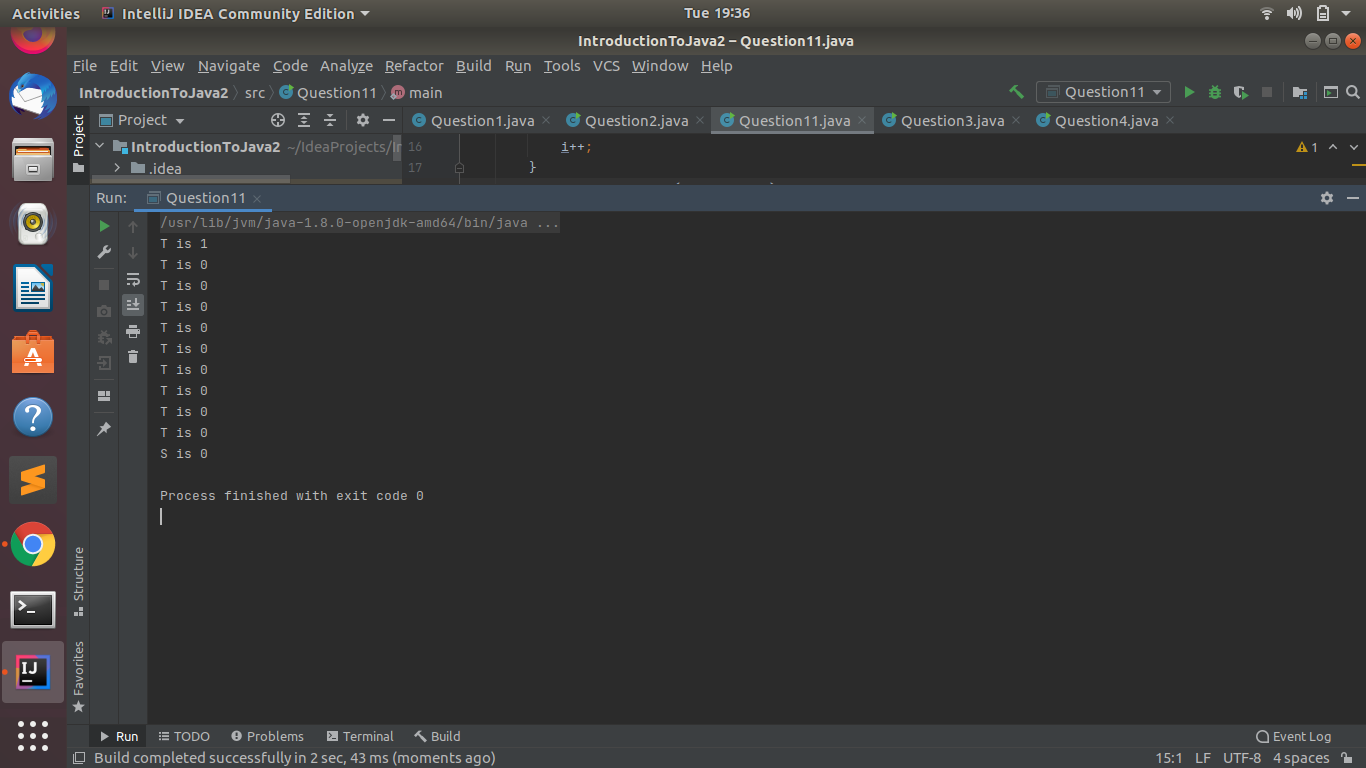 Activities IntelliJ IDEA Community Edition Tue 19:36
IntroductionToJava2 – Question11.java
File Edit View Navigate Code Analyze Refactor Build Run Tools VCS Window Help
IntroductionToJava2 src Question11 main Question11
Project Project Question1.java Question2.java Question11.java Question3.java Question4.java
IntroductionToJava2 ~/IdeaProjects/ 16 i++; 1
.idea 17 }
Run: Question11
/usr/lib/jvm/java-1.8.0-openjdk-amd64/bin/java ...
T is 1
T is 0
T is 0
T is 0
T is 0
T is 0
T is 0
T is 0
T is 0
T is 0
S is 0
Process finished with exit code 0
Structure
Favorites
Run TODO Problems Terminal Build Event Log
Build completed successfully in 2 sec, 43 ms (moments ago) 15:1 LF UTF-8 4 spaces